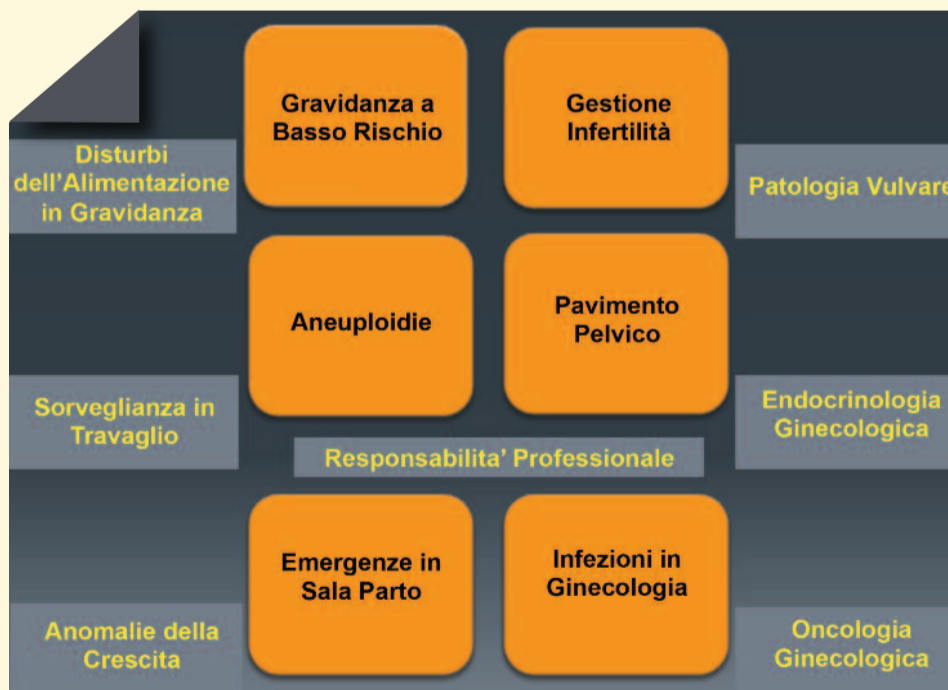 Gravidanza a
Basso Rischio
Gestione
Infertilità
Disturbi
dell'Alimentazione
in Gravidanza
Patologia Vulvare
Aneuploidie
Pavimento
Pelvico
Sorveglianza in
Travaglio
Endocrinologia
Ginecologica
Responsabilita' Professionale
Emergenze in
Sala Parto
Infezioni in
Ginecologia
Anomalie della
Crescita
Oncologia
Ginecologica